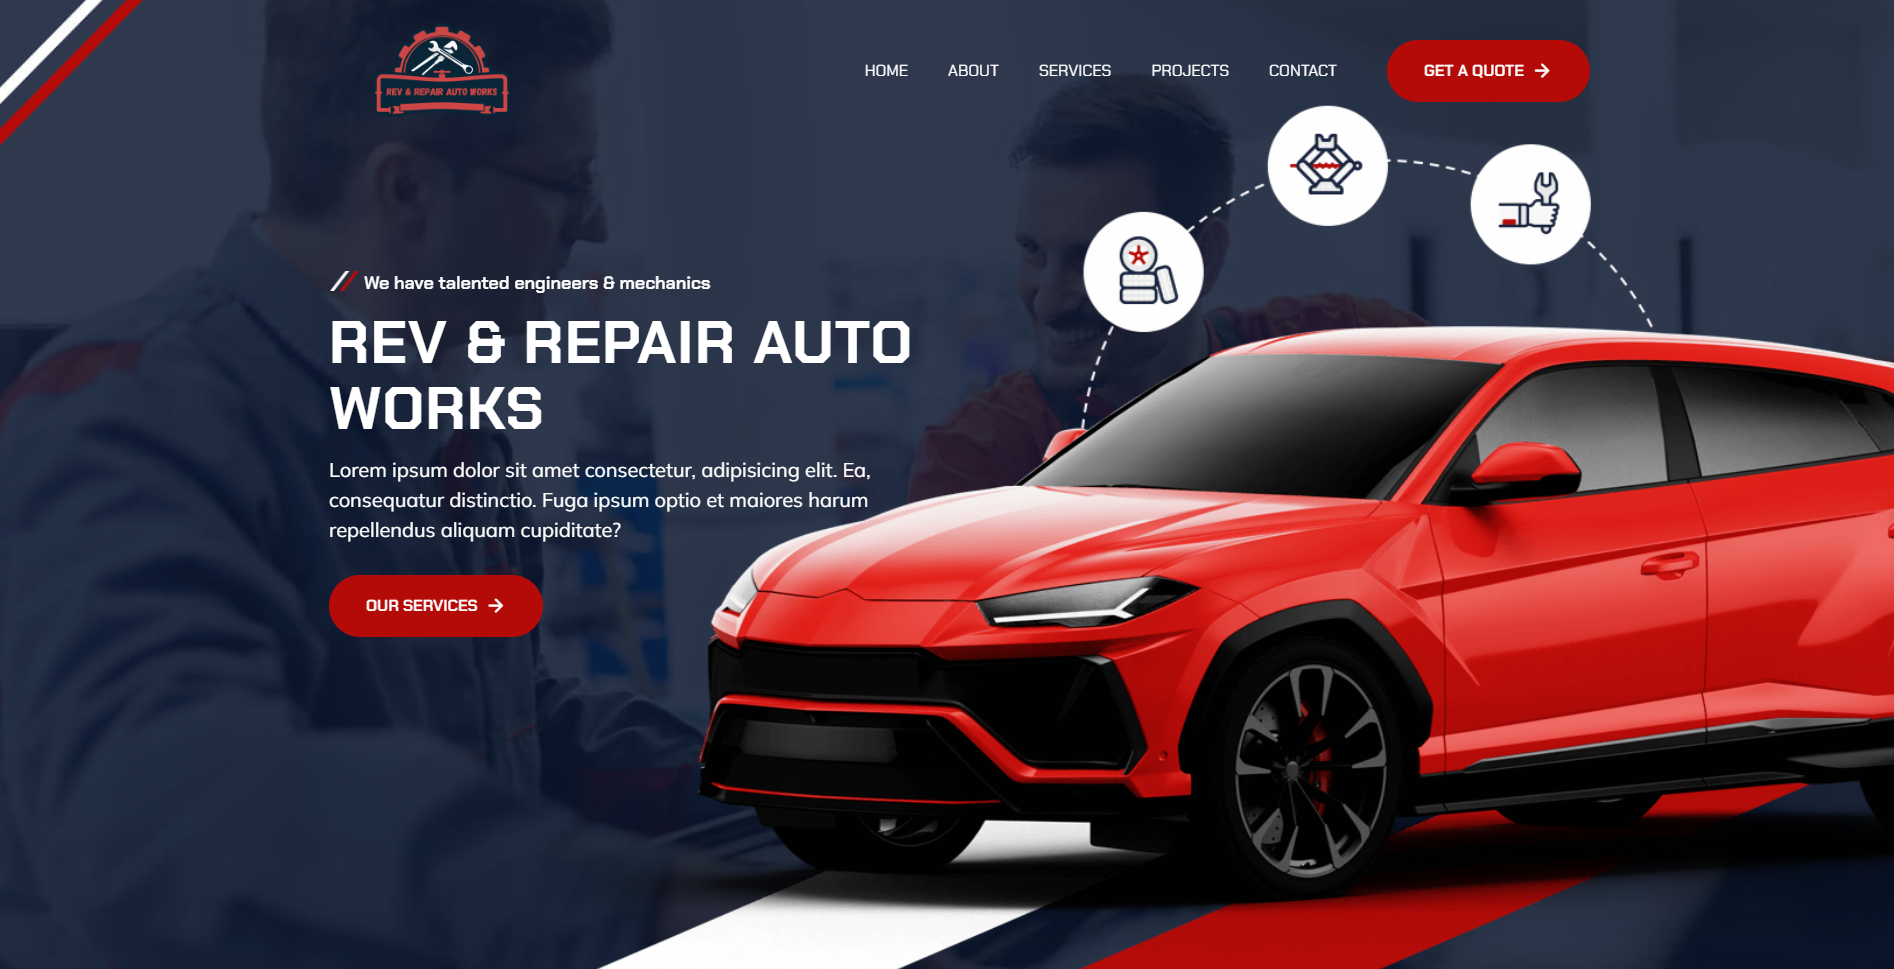 REV & REPAIR AUTO WORKS
HOME
ABOUT
SERVICES
PROJECTS
CONTACT
GET A QUOTE
We have talented engineers & mechanics
REV & REPAIR AUTO
WORKS
Lorem ipsum dolor sit amet consectetur, adipisicing elit. Ea,
consequatur distinctio. Fuga ipsum optio et maiores harum
repellendus aliquam cupiditate?
OUR SERVICES